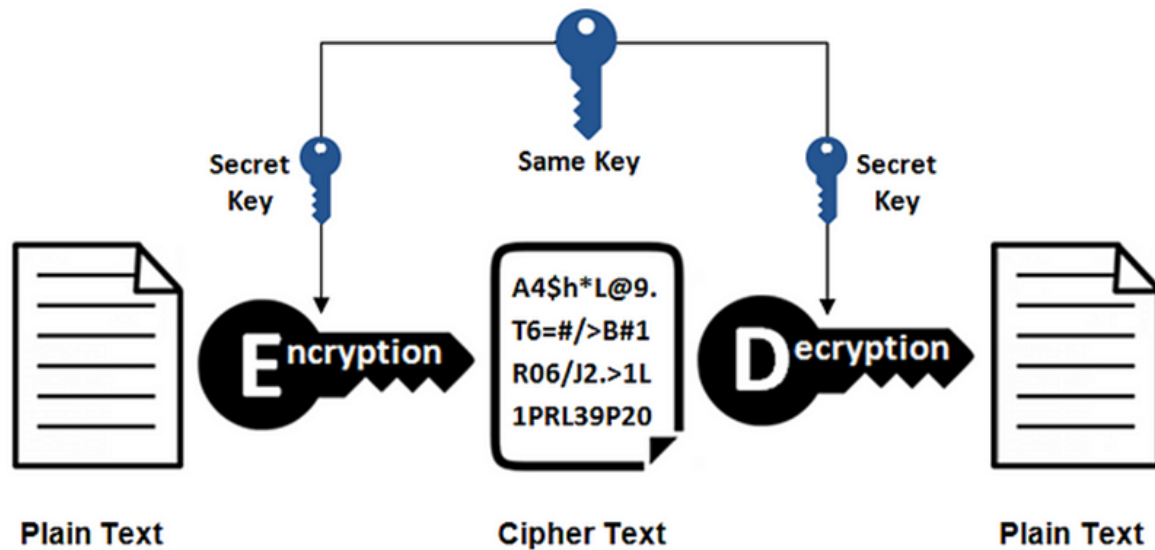 Same Key
Secret
Key
Secret
Key
Encryption
A4$h*L@9.
T6=#/>B#1
R06/J2.>1L
1PRL39P20
Decryption
Plain Text
Cipher Text
Plain Text